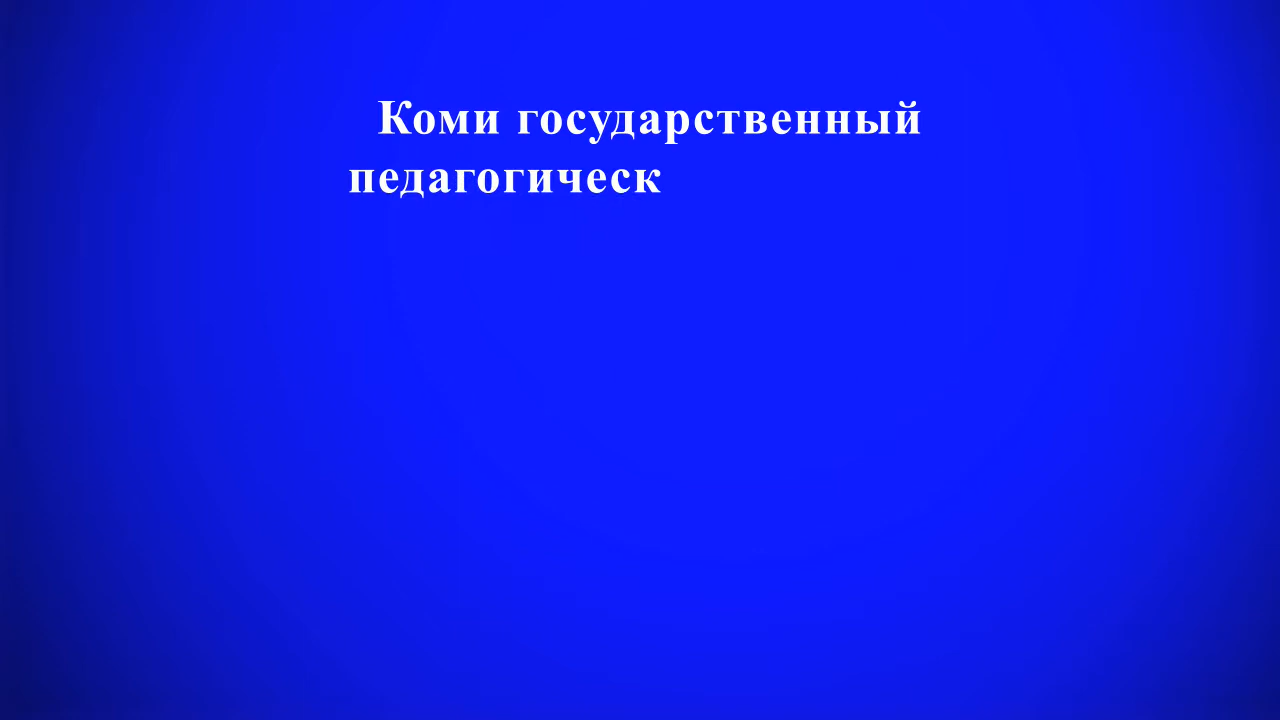 Коми государственный
педагогическ